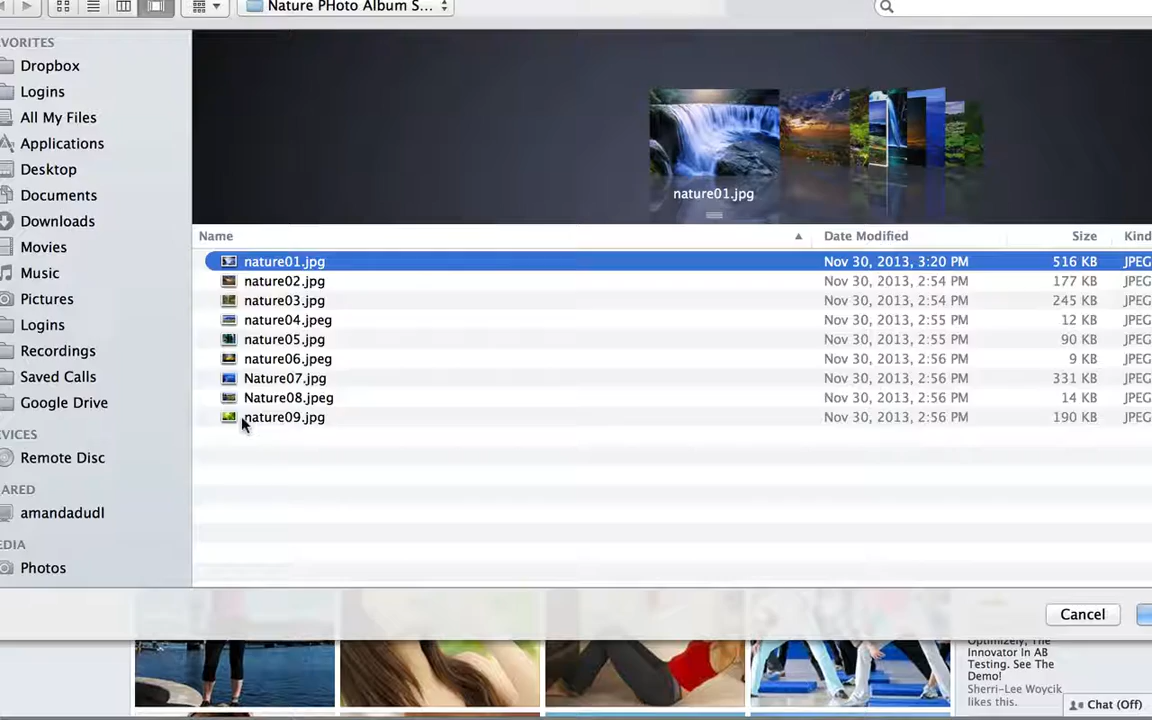 Nature PHoto Album S...
VORITES
Dropbox
Logins
All My Files
Applications
Desktop
Documents
Downloads
Movies
Music
Pictures
Logins
Recordings
Saved Calls
Google Drive
VICES
Remote Disc
ARED
amandadudl
EDIA
Photos
nature01.jpg
Name Date Modified Size Kind
nature01.jpg Nov 30, 2013, 3:20 PM 516 KB JPEG
nature02.jpg Nov 30, 2013, 2:54 PM 177 KB JPEG
nature03.jpg Nov 30, 2013, 2:54 PM 245 KB JPEG
nature04.jpeg Nov 30, 2013, 2:55 PM 12 KB JPEG
nature05.jpg Nov 30, 2013, 2:55 PM 90 KB JPEG
nature06.jpeg Nov 30, 2013, 2:56 PM 9 KB JPEG
Nature07.jpg Nov 30, 2013, 2:56 PM 331 KB JPEG
Nature08.jpeg Nov 30, 2013, 2:56 PM 14 KB JPEG
nature09.jpg Nov 30, 2013, 2:56 PM 190 KB JPEG
Cancel
Optimizely, The
Innovator In AB
Testing. See The
Demo!
Sherri-Lee Woycik
likes this.
Chat (Off)